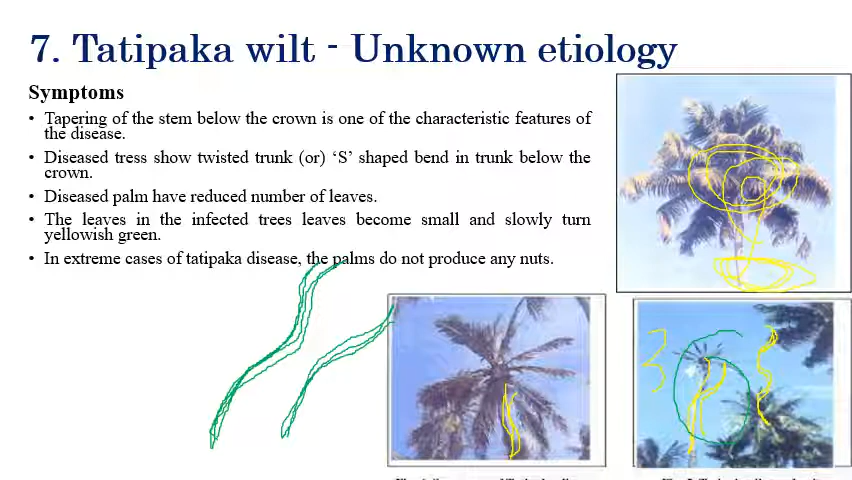 7. Tatipaka wilt - Unknown etiology
Symptoms
• Tapering of the stem below the crown is one of the characteristic features of
the disease.
• Diseased tress show twisted trunk (or) ‘S’ shaped bend in trunk below the
crown.
• Diseased palm have reduced number of leaves.
• The leaves in the infected trees leaves become small and slowly turn
yellowish green.
• In extreme cases of tatipaka disease, the palms do not produce any nuts.